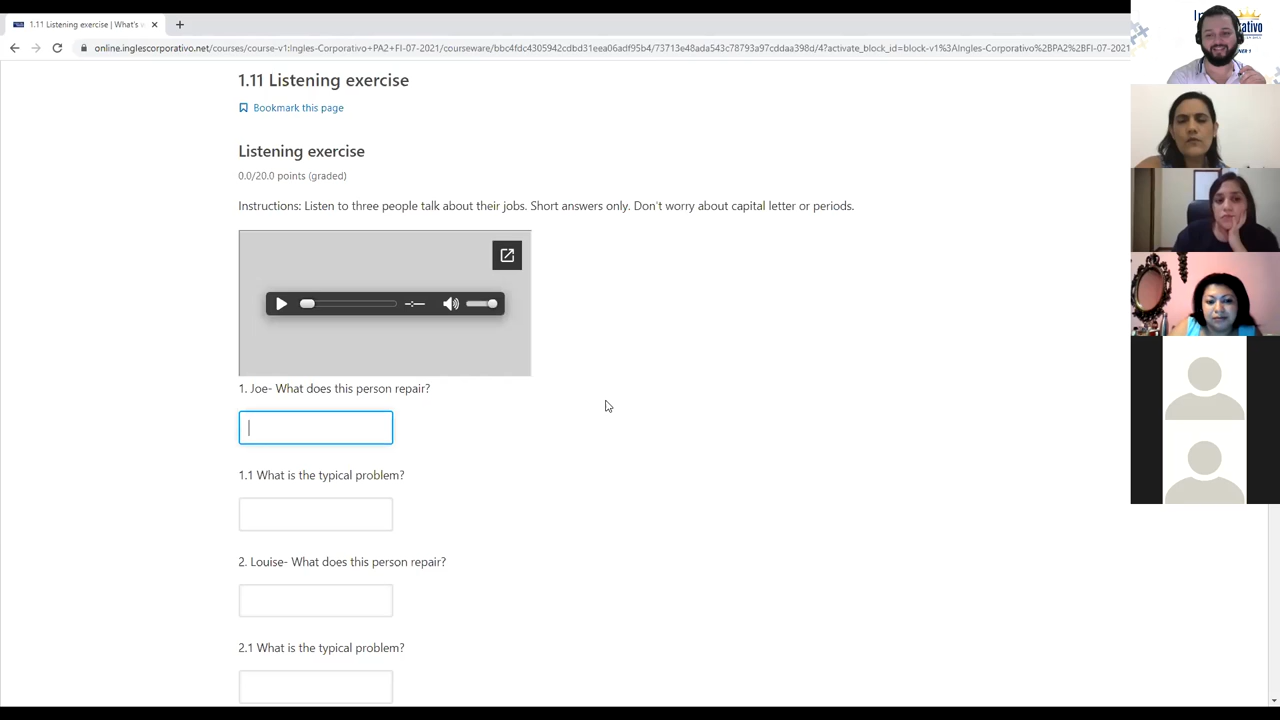 1.11 Listening exercise | What's
online.inglescorporativo.net/courses/course-v1:Ingles-Corporativo+PA2+FI-07-2021/courseware/bbc4fdc4305942cdbd31eea06adf95b4/73713e48ada543c78793a97cddaa398d/4?activate_block_id=block-v1%3AIngles-Corporativo%2BPA2%2BFI-07-2021
1.11 Listening exercise
Bookmark this page
Listening exercise
0.0/20.0 points (graded)
Instructions: Listen to three people talk about their jobs. Short answers only. Don't worry about capital letter or periods.
-:--
1. Joe- What does this person repair?
1.1 What is the typical problem?
2. Louise- What does this person repair?
2.1 What is the typical problem?